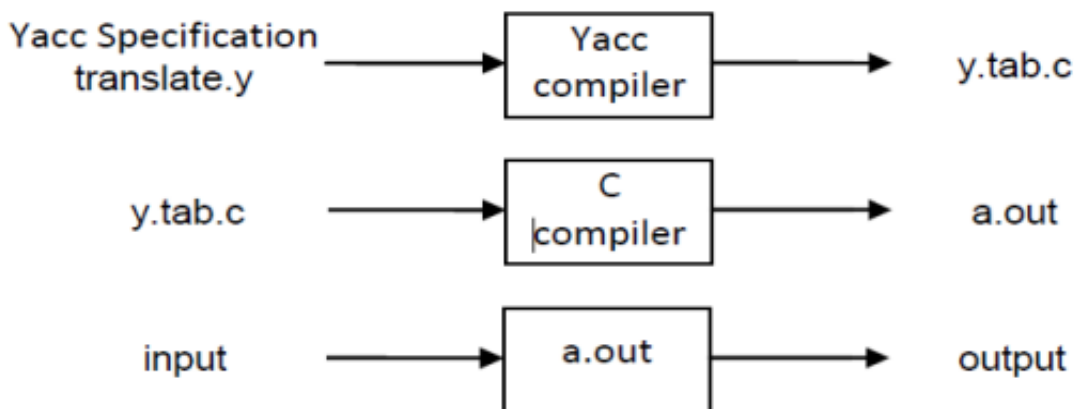 Yacc Specification
translate.y
Yacc
compiler
y.tab.c
y.tab.c
C
compiler
a.out
input
a.out
output